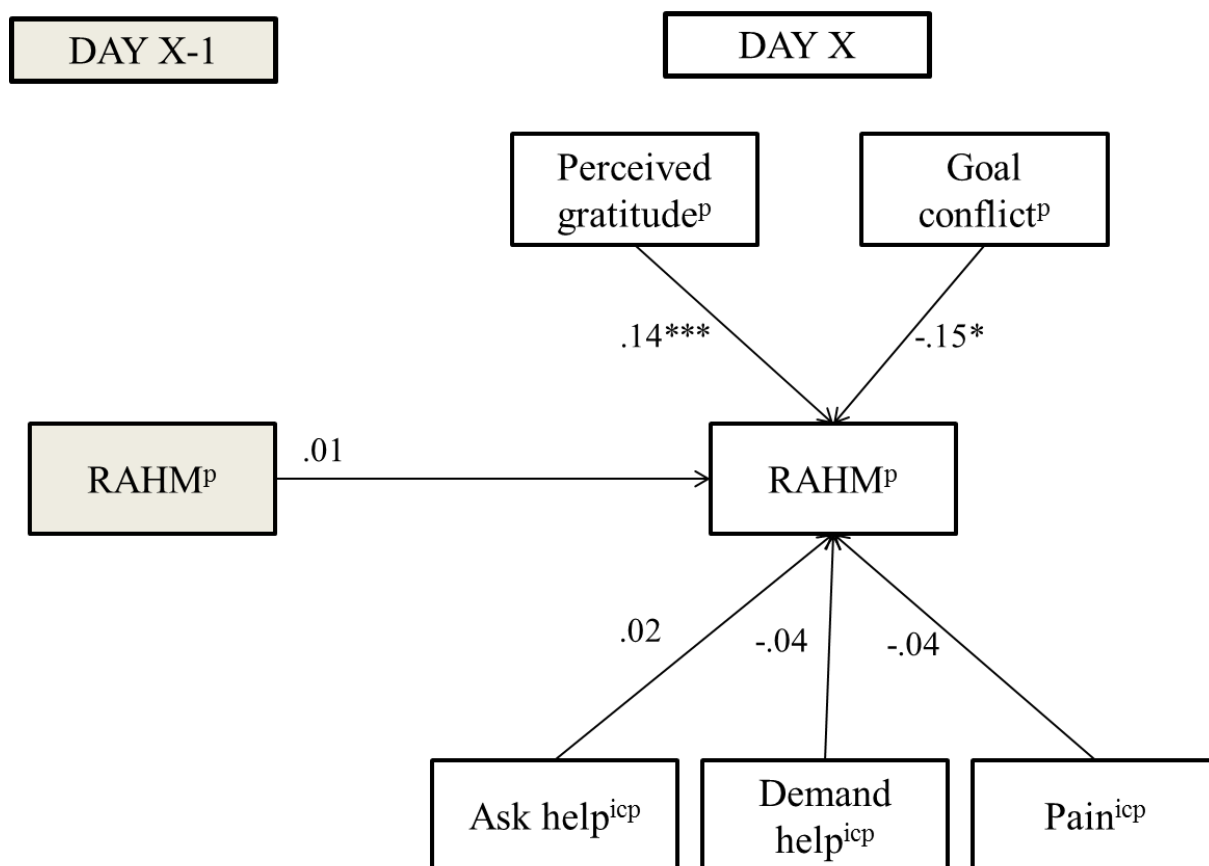 DAY X-1
DAY X
Perceived
gratitudeᵖ
Goal
conflictᵖ
.14***
-.15*
RAHMᵖ
.01
RAHMᵖ
.02
-.04
-.04
Ask helpⁱᶜᵖ
Demand
helpⁱᶜᵖ
Painⁱᶜᵖ